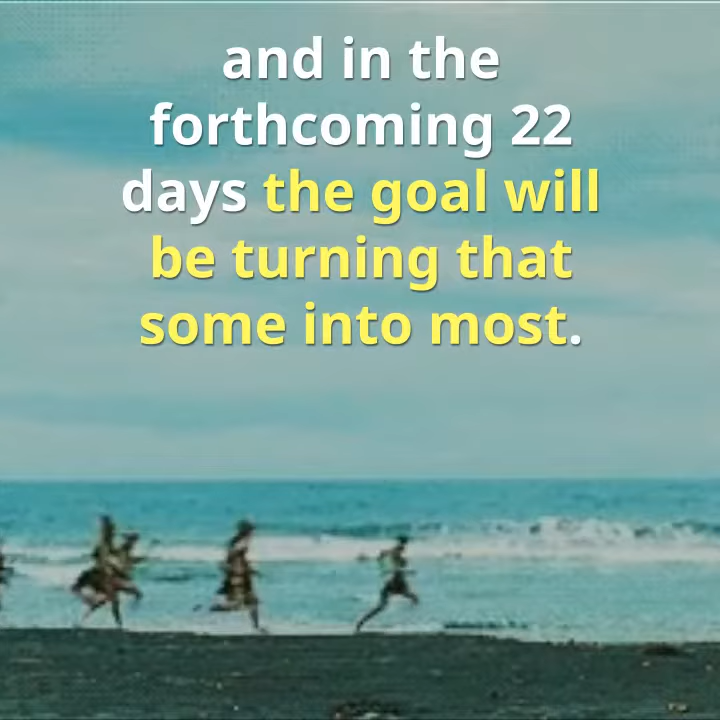 and in the
forthcoming 22
days the goal will
be turning that
some into most.